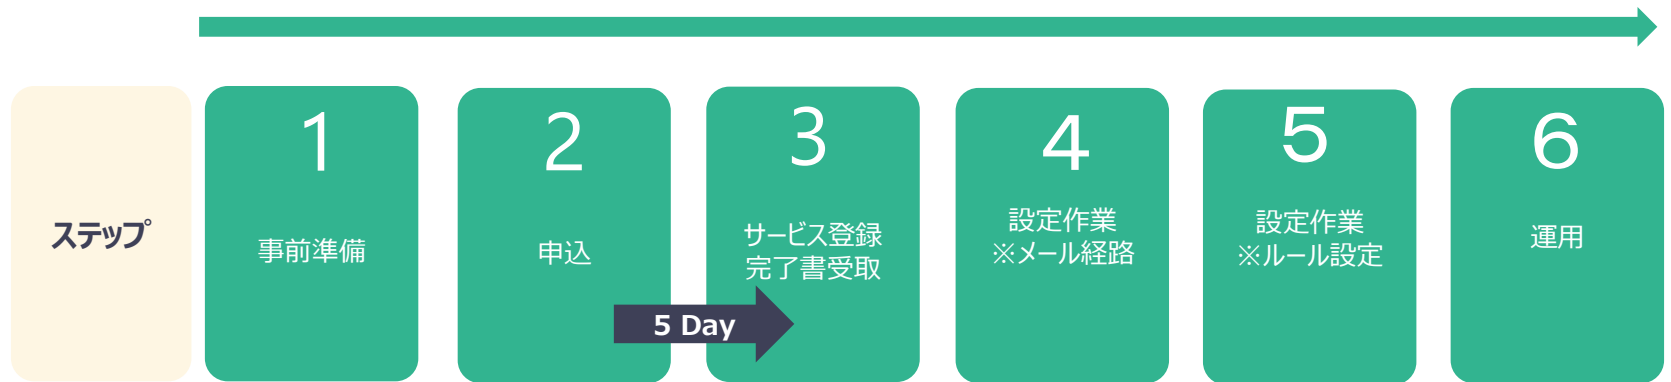 ステップ
1
事前準備
2
申込
3
サービス登録
完了書受取
5 Day
4
設定作業
※メール経路
5
設定作業
※ルール設定
6
運用